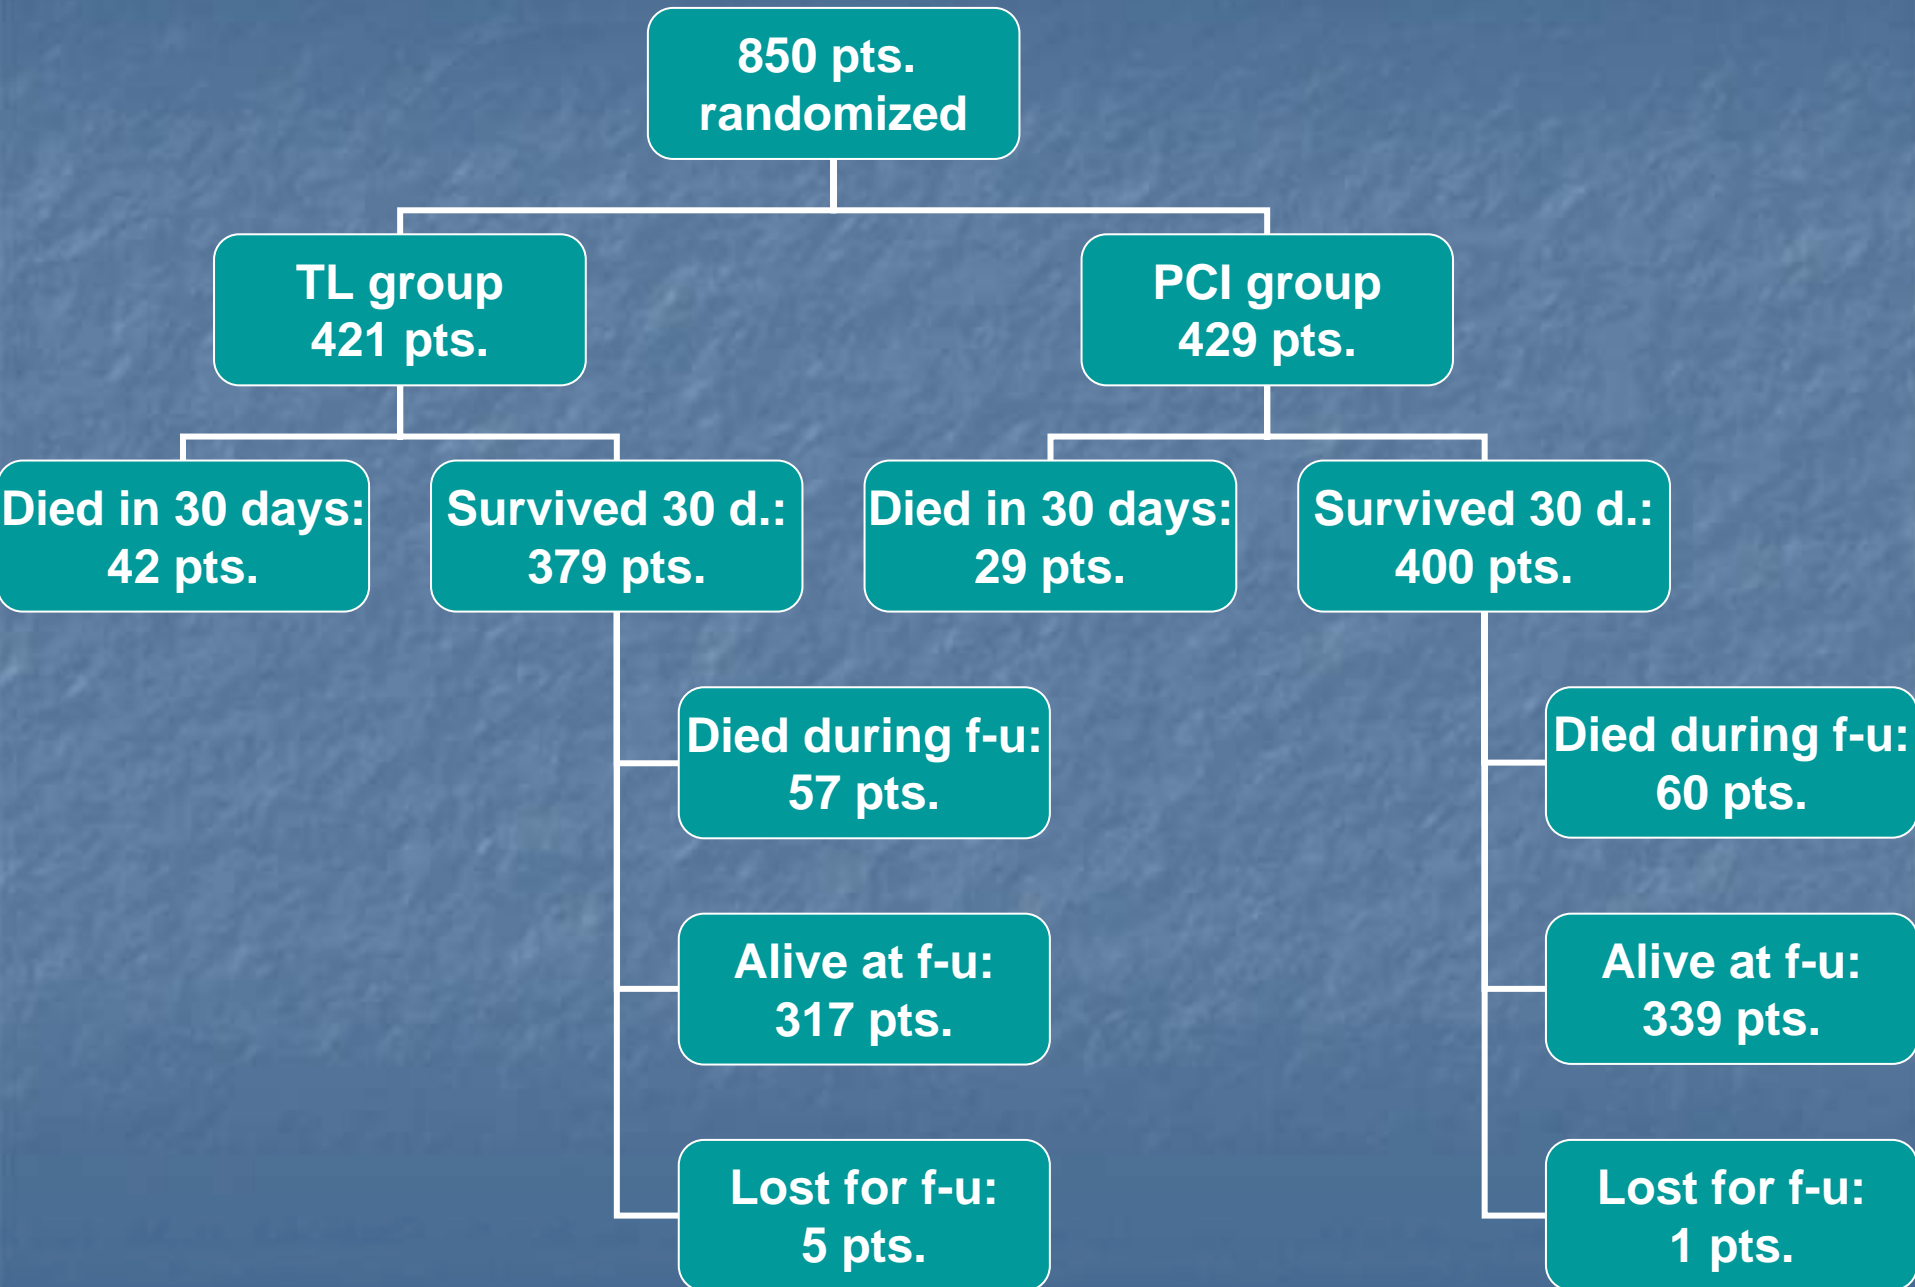 850 pts.
randomized
TL group
421 pts.
PCI group
429 pts.
Died in 30 days:
42 pts.
Survived 30 d.:
379 pts.
Died in 30 days:
29 pts.
Survived 30 d.:
400 pts.
Died during f-u:
57 pts.
Alive at f-u:
317 pts.
Lost for f-u:
5 pts.
Died during f-u:
60 pts.
Alive at f-u:
339 pts.
Lost for f-u:
1 pts.